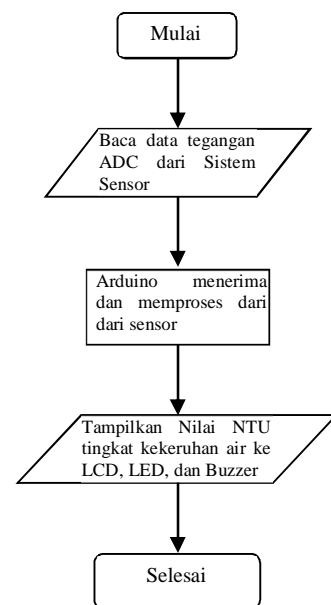 Mulai
Baca data tegangan
ADC dari Sistem
Sensor
Arduino menerima
dan memproses dari
dari sensor
Tampilkan Nilai NTU
tingkat kekeruhan air ke
LCD, LED, dan Buzzer
Selesai